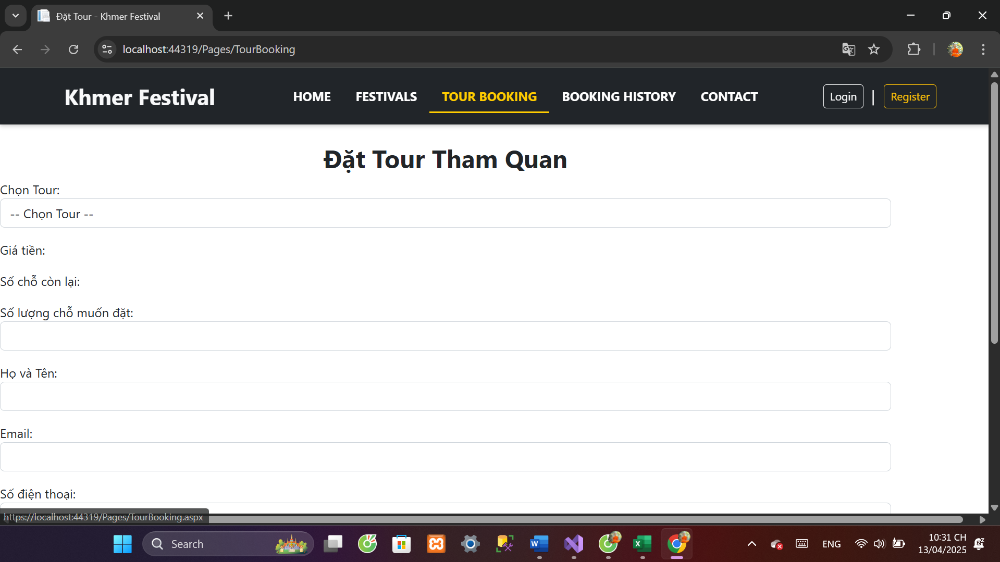 Đặt Tour - Khmer Festival
localhost:44319/Pages/TourBooking
Khmer Festival
HOME
FESTIVALS
TOUR BOOKING
BOOKING HISTORY
CONTACT
Login
|
Register
Đặt Tour Tham Quan
Chọn Tour:
-- Chọn Tour --
Giá tiền:
Số chỗ còn lại:
Số lượng chỗ muốn đặt:
Họ và Tên:
Email:
Số điện thoại:
https://localhost:44319/Pages/TourBooking.aspx
Search
ENG
10:31 CH
13/04/2025